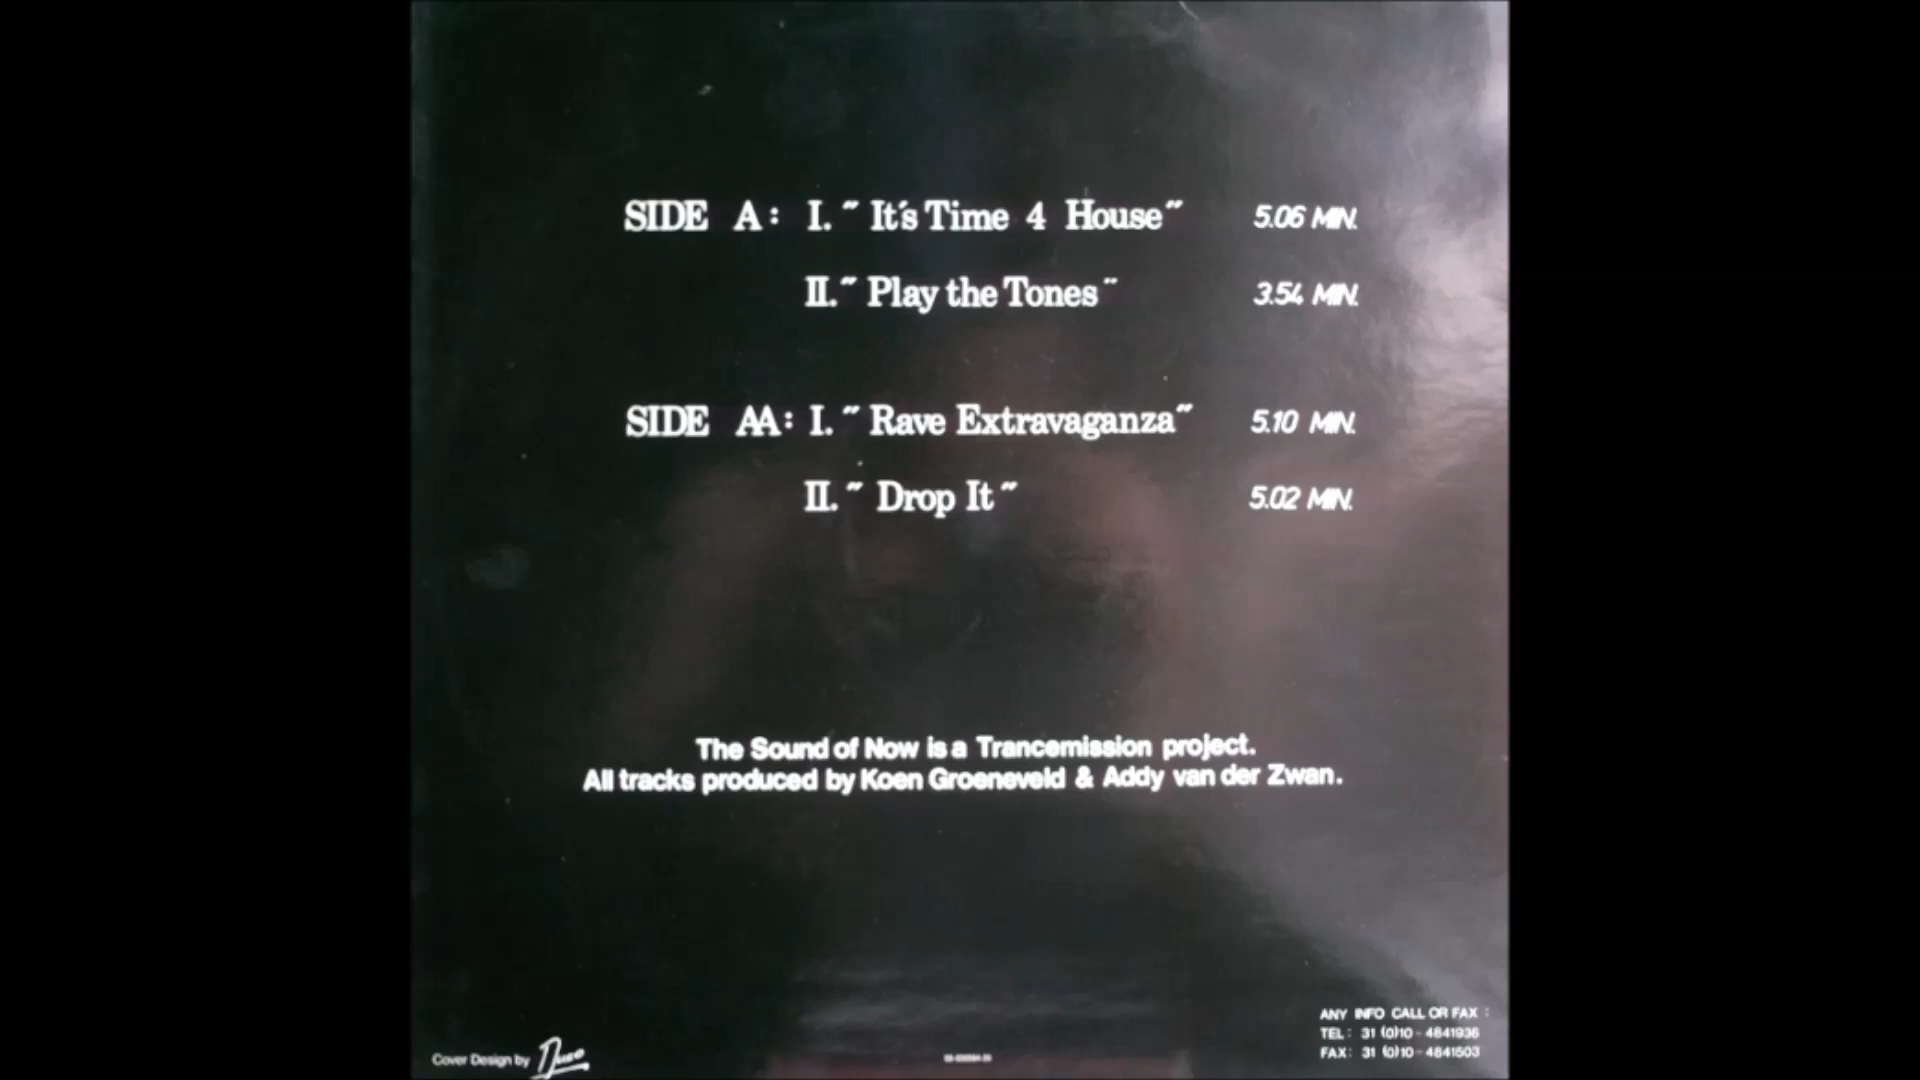 SIDE A: I. " It's Time 4 House" 5.06 MIN.
II. " Play the Tones" 3.54 MIN.
SIDE AA: I. " Rave Extravaganza" 5.10 MIN.
II. " Drop It" 5.02 MIN.
The Sound of Now is a Trancemission project.
All tracks produced by Koen Groeneveld & Addy van der Zwan.
ANY INFO CALL OR FAX :
TEL: 31 (0)10 - 4841936
FAX: 31 (0)10 - 4841503
Cover Design by